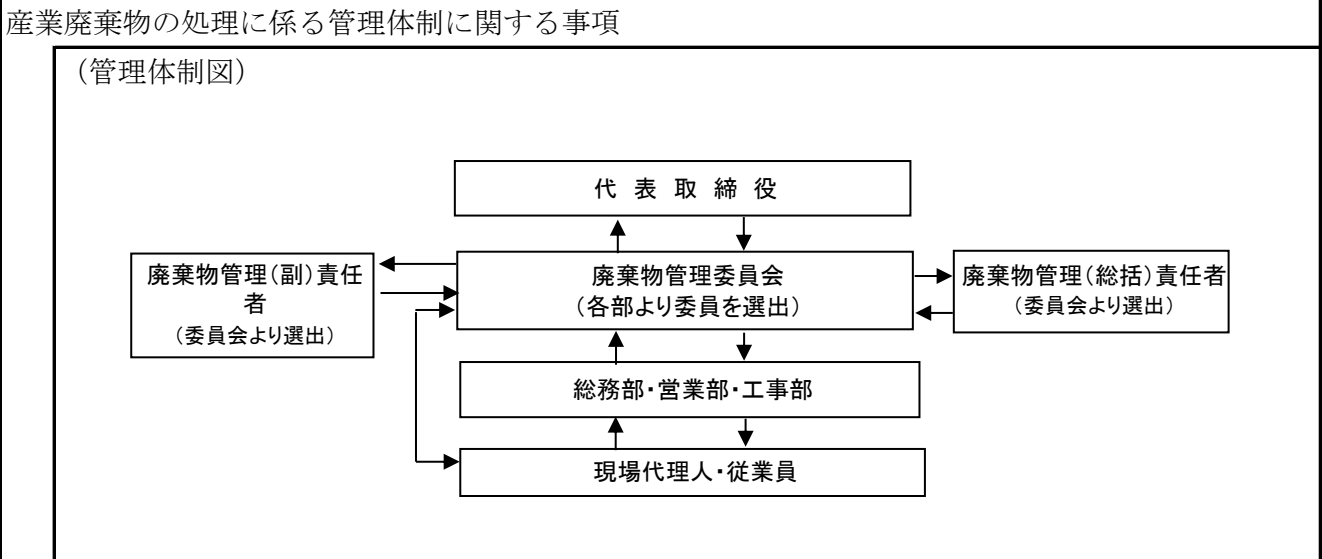 産業廃棄物の処理に係る管理体制に関する事項
（管理体制図）
代 表 取 締 役
廃棄物管理（副）責任
者
（委員会より選出）
廃棄物管理委員会
（各部より委員を選出）
廃棄物管理（総括）責任者
（委員会より選出）
総務部・営業部・工事部
現場代理人・従業員